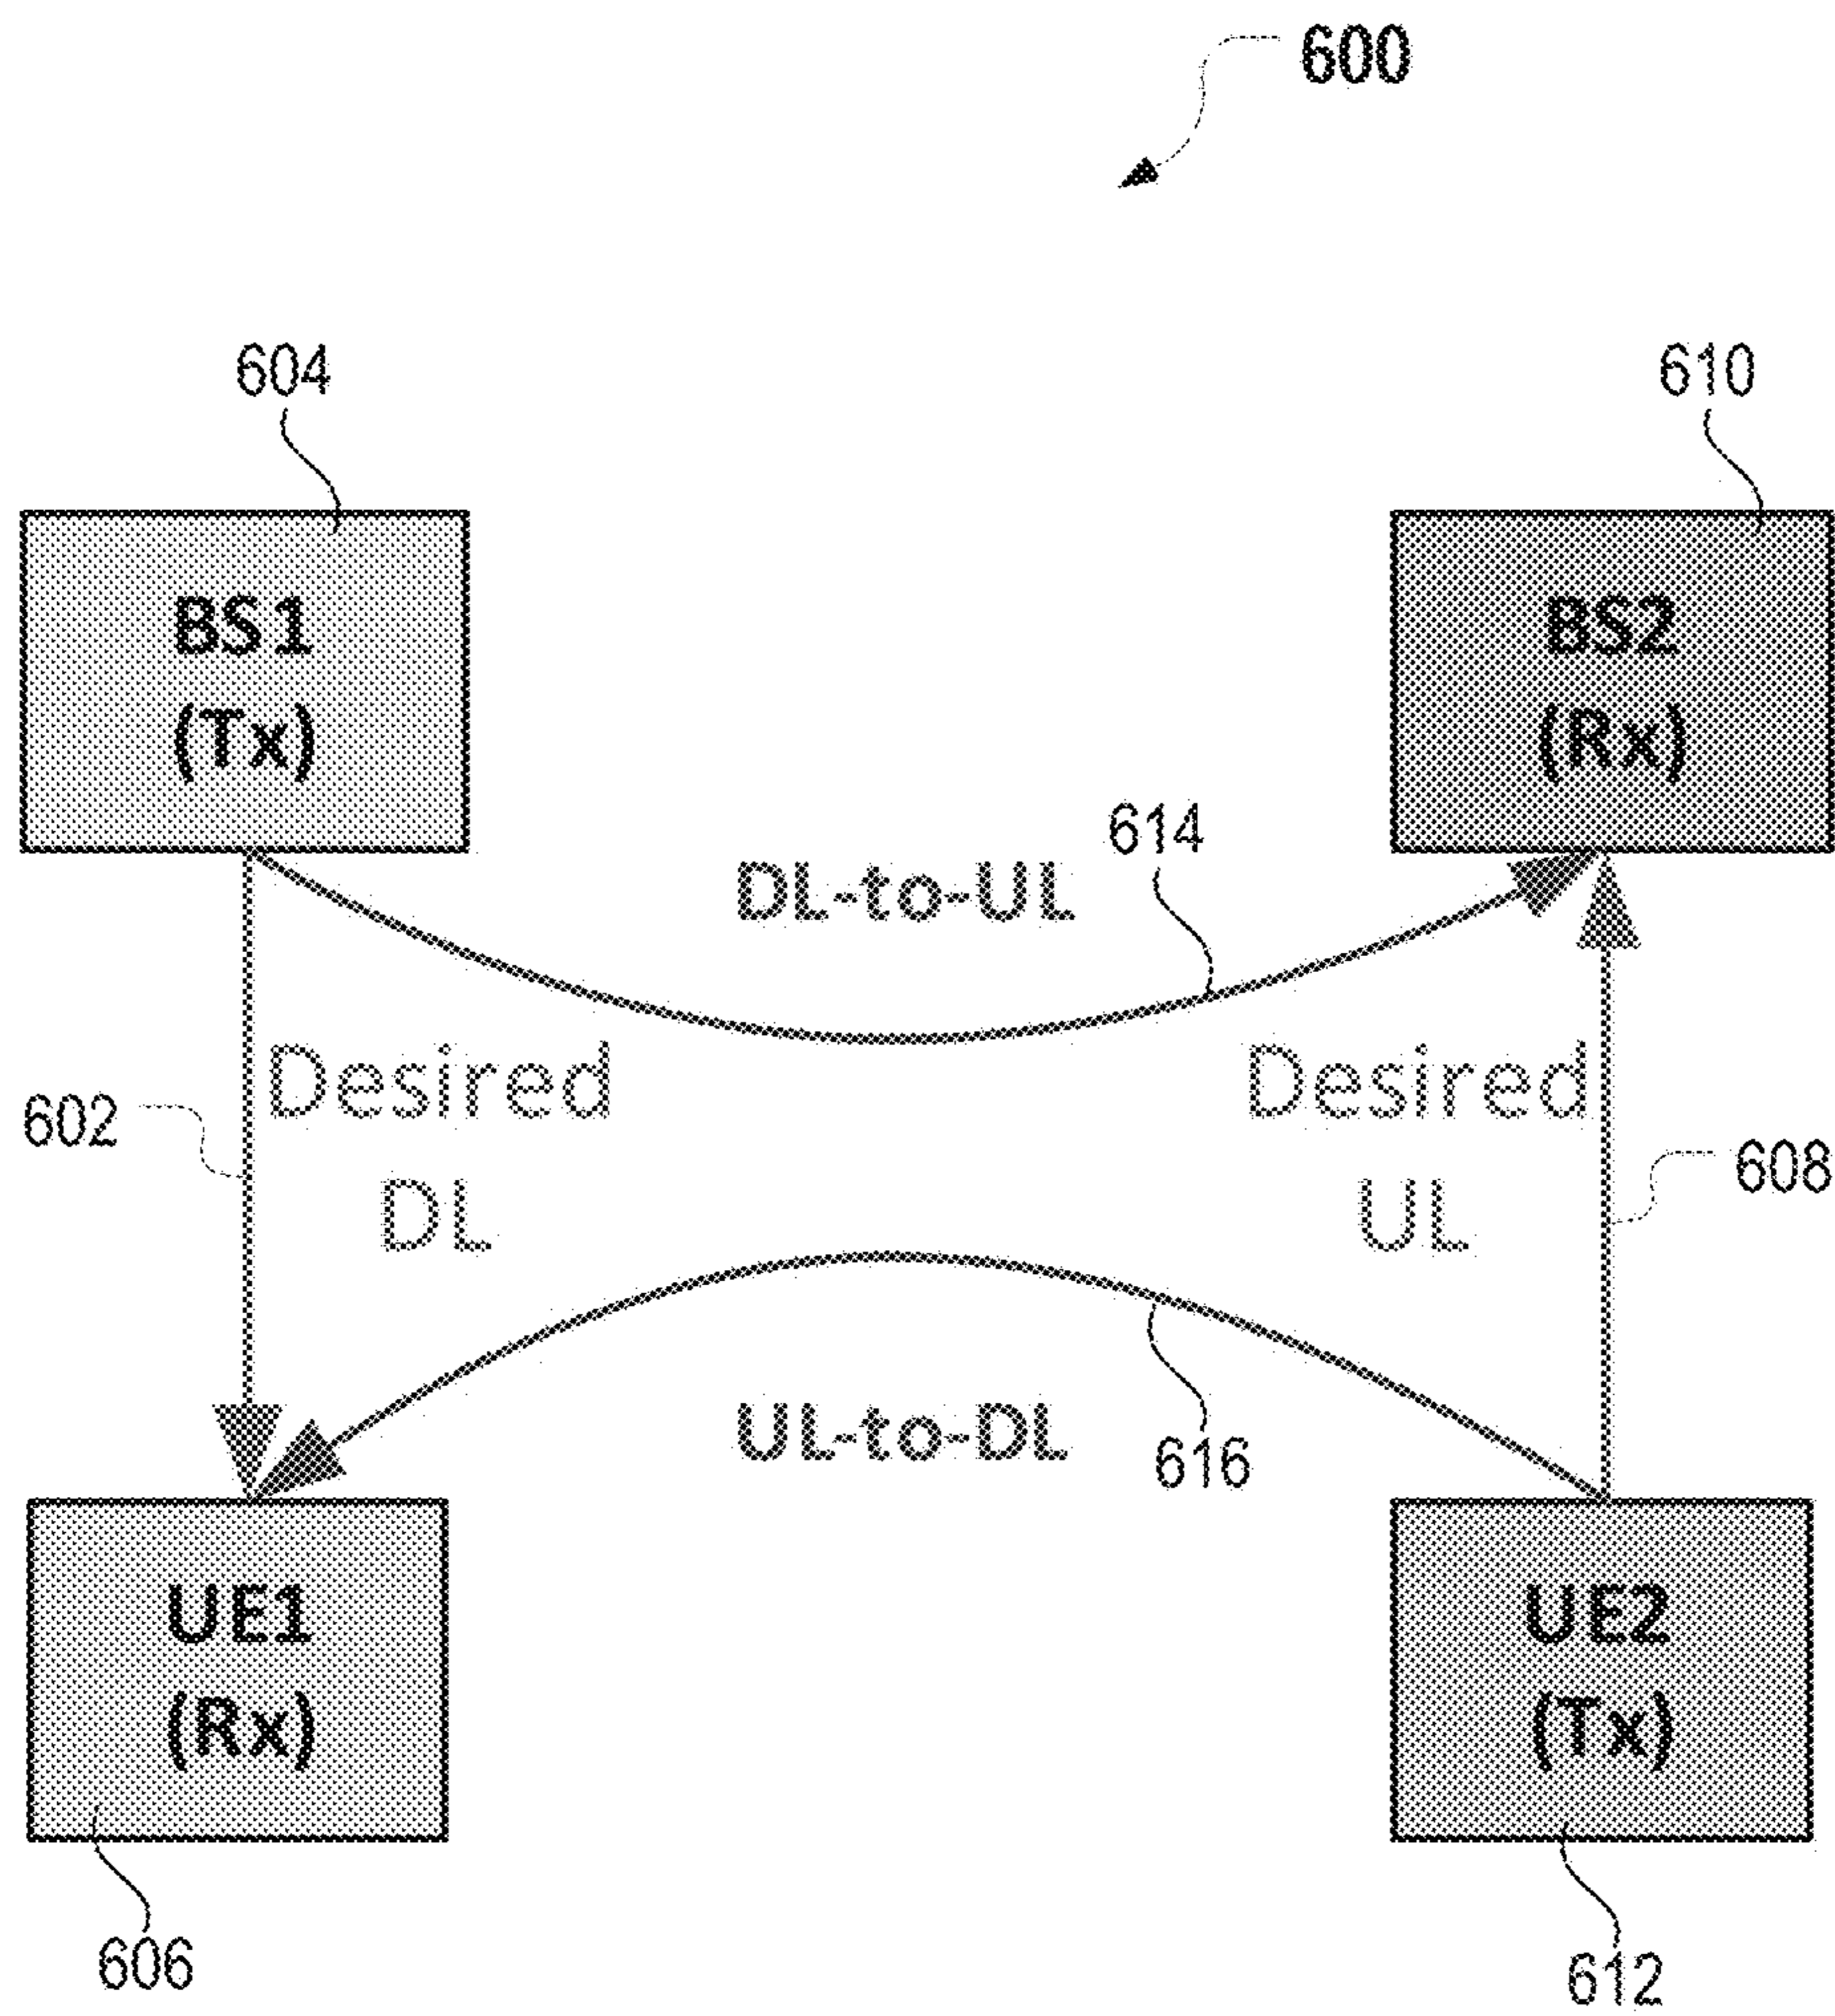 600
604
610
BS1
(Tx)
BS2
(Rx)
614
DL-to-UL
Desired
DL
Desired
UL
602
608
UL-to-DL
616
UE1
(Rx)
UE2
(Tx)
606
612